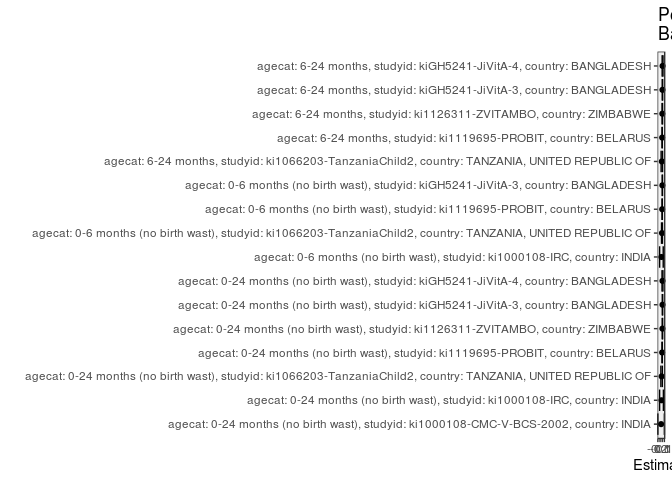 agecat: 6-24 months, studyid: kiGH5241-JiVitA-4, country: BANGLADESH
agecat: 6-24 months, studyid: kiGH5241-JiVitA-3, country: BANGLADESH
agecat: 6-24 months, studyid: ki1126311-ZVITAMBO, country: ZIMBABWE
agecat: 6-24 months, studyid: ki1119695-PROBIT, country: BELARUS
agecat: 6-24 months, studyid: ki1066203-TanzaniaChild2, country: TANZANIA, UNITED REPUBLIC OF
agecat: 0-6 months (no birth wast), studyid: kiGH5241-JiVitA-3, country: BANGLADESH
agecat: 0-6 months (no birth wast), studyid: ki1119695-PROBIT, country: BELARUS
agecat: 0-6 months (no birth wast), studyid: ki1066203-TanzaniaChild2, country: TANZANIA, UNITED REPUBLIC OF
agecat: 0-6 months (no birth wast), studyid: ki1000108-IRC, country: INDIA
agecat: 0-24 months (no birth wast), studyid: kiGH5241-JiVitA-4, country: BANGLADESH
agecat: 0-24 months (no birth wast), studyid: kiGH5241-JiVitA-3, country: BANGLADESH
agecat: 0-24 months (no birth wast), studyid: ki1126311-ZVITAMBO, country: ZIMBABWE
agecat: 0-24 months (no birth wast), studyid: ki1119695-PROBIT, country: BELARUS
agecat: 0-24 months (no birth wast), studyid: ki1066203-TanzaniaChild2, country: TANZANIA, UNITED REPUBLIC OF
agecat: 0-24 months (no birth wast), studyid: ki1000108-IRC, country: INDIA
agecat: 0-24 months (no birth wast), studyid: ki1000108-CMC-V-BCS-2002, country: INDIA